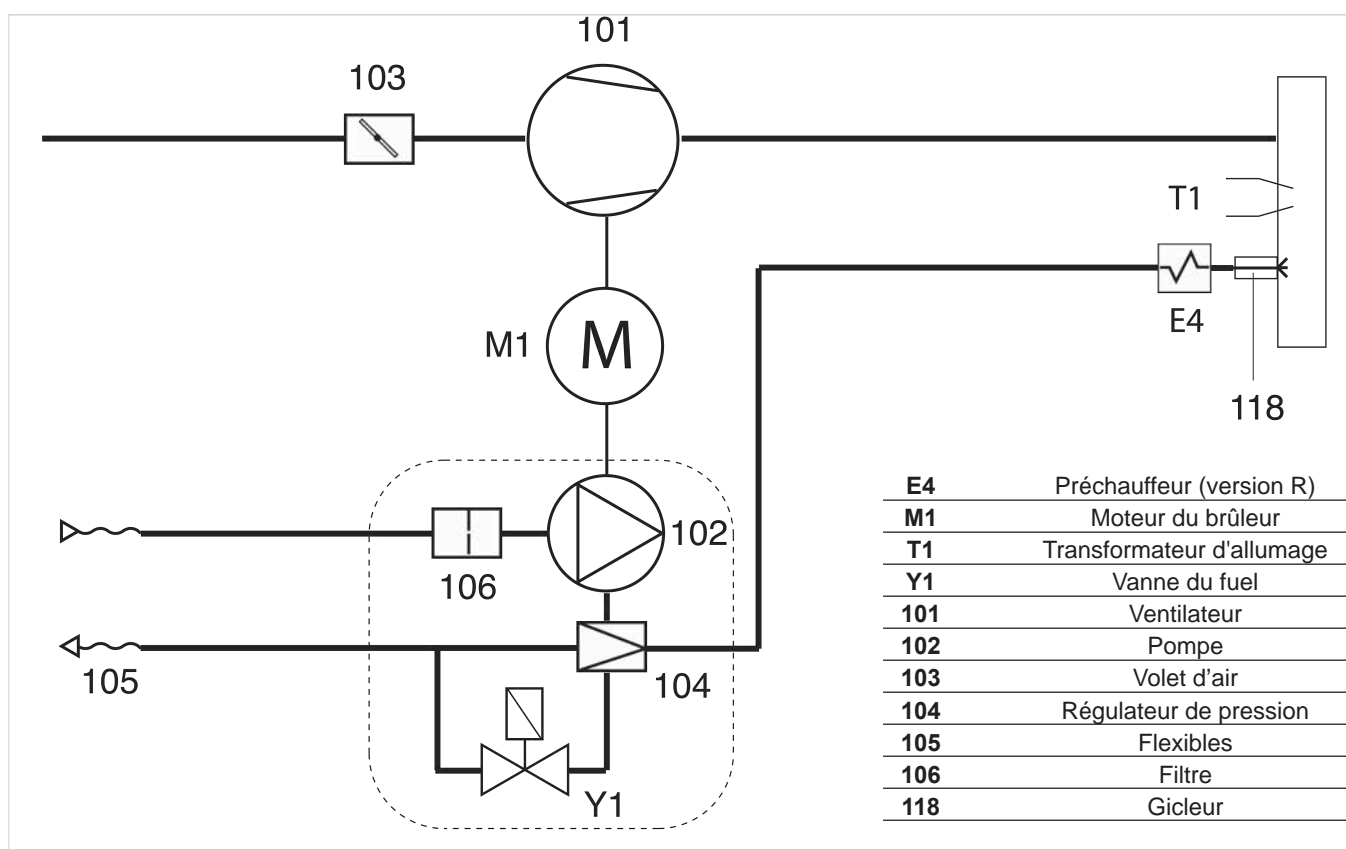 101
103
T1
E4
M1
M
118
102
106
105
104
Y1
E4 Préchauffeur (version R)
M1 Moteur du brûleur
T1 Transformateur d'allumage
Y1 Vanne du fuel
101 Ventilateur
102 Pompe
103 Volet d'air
104 Régulateur de pression
105 Flexibles
106 Filtre
118 Gicleur